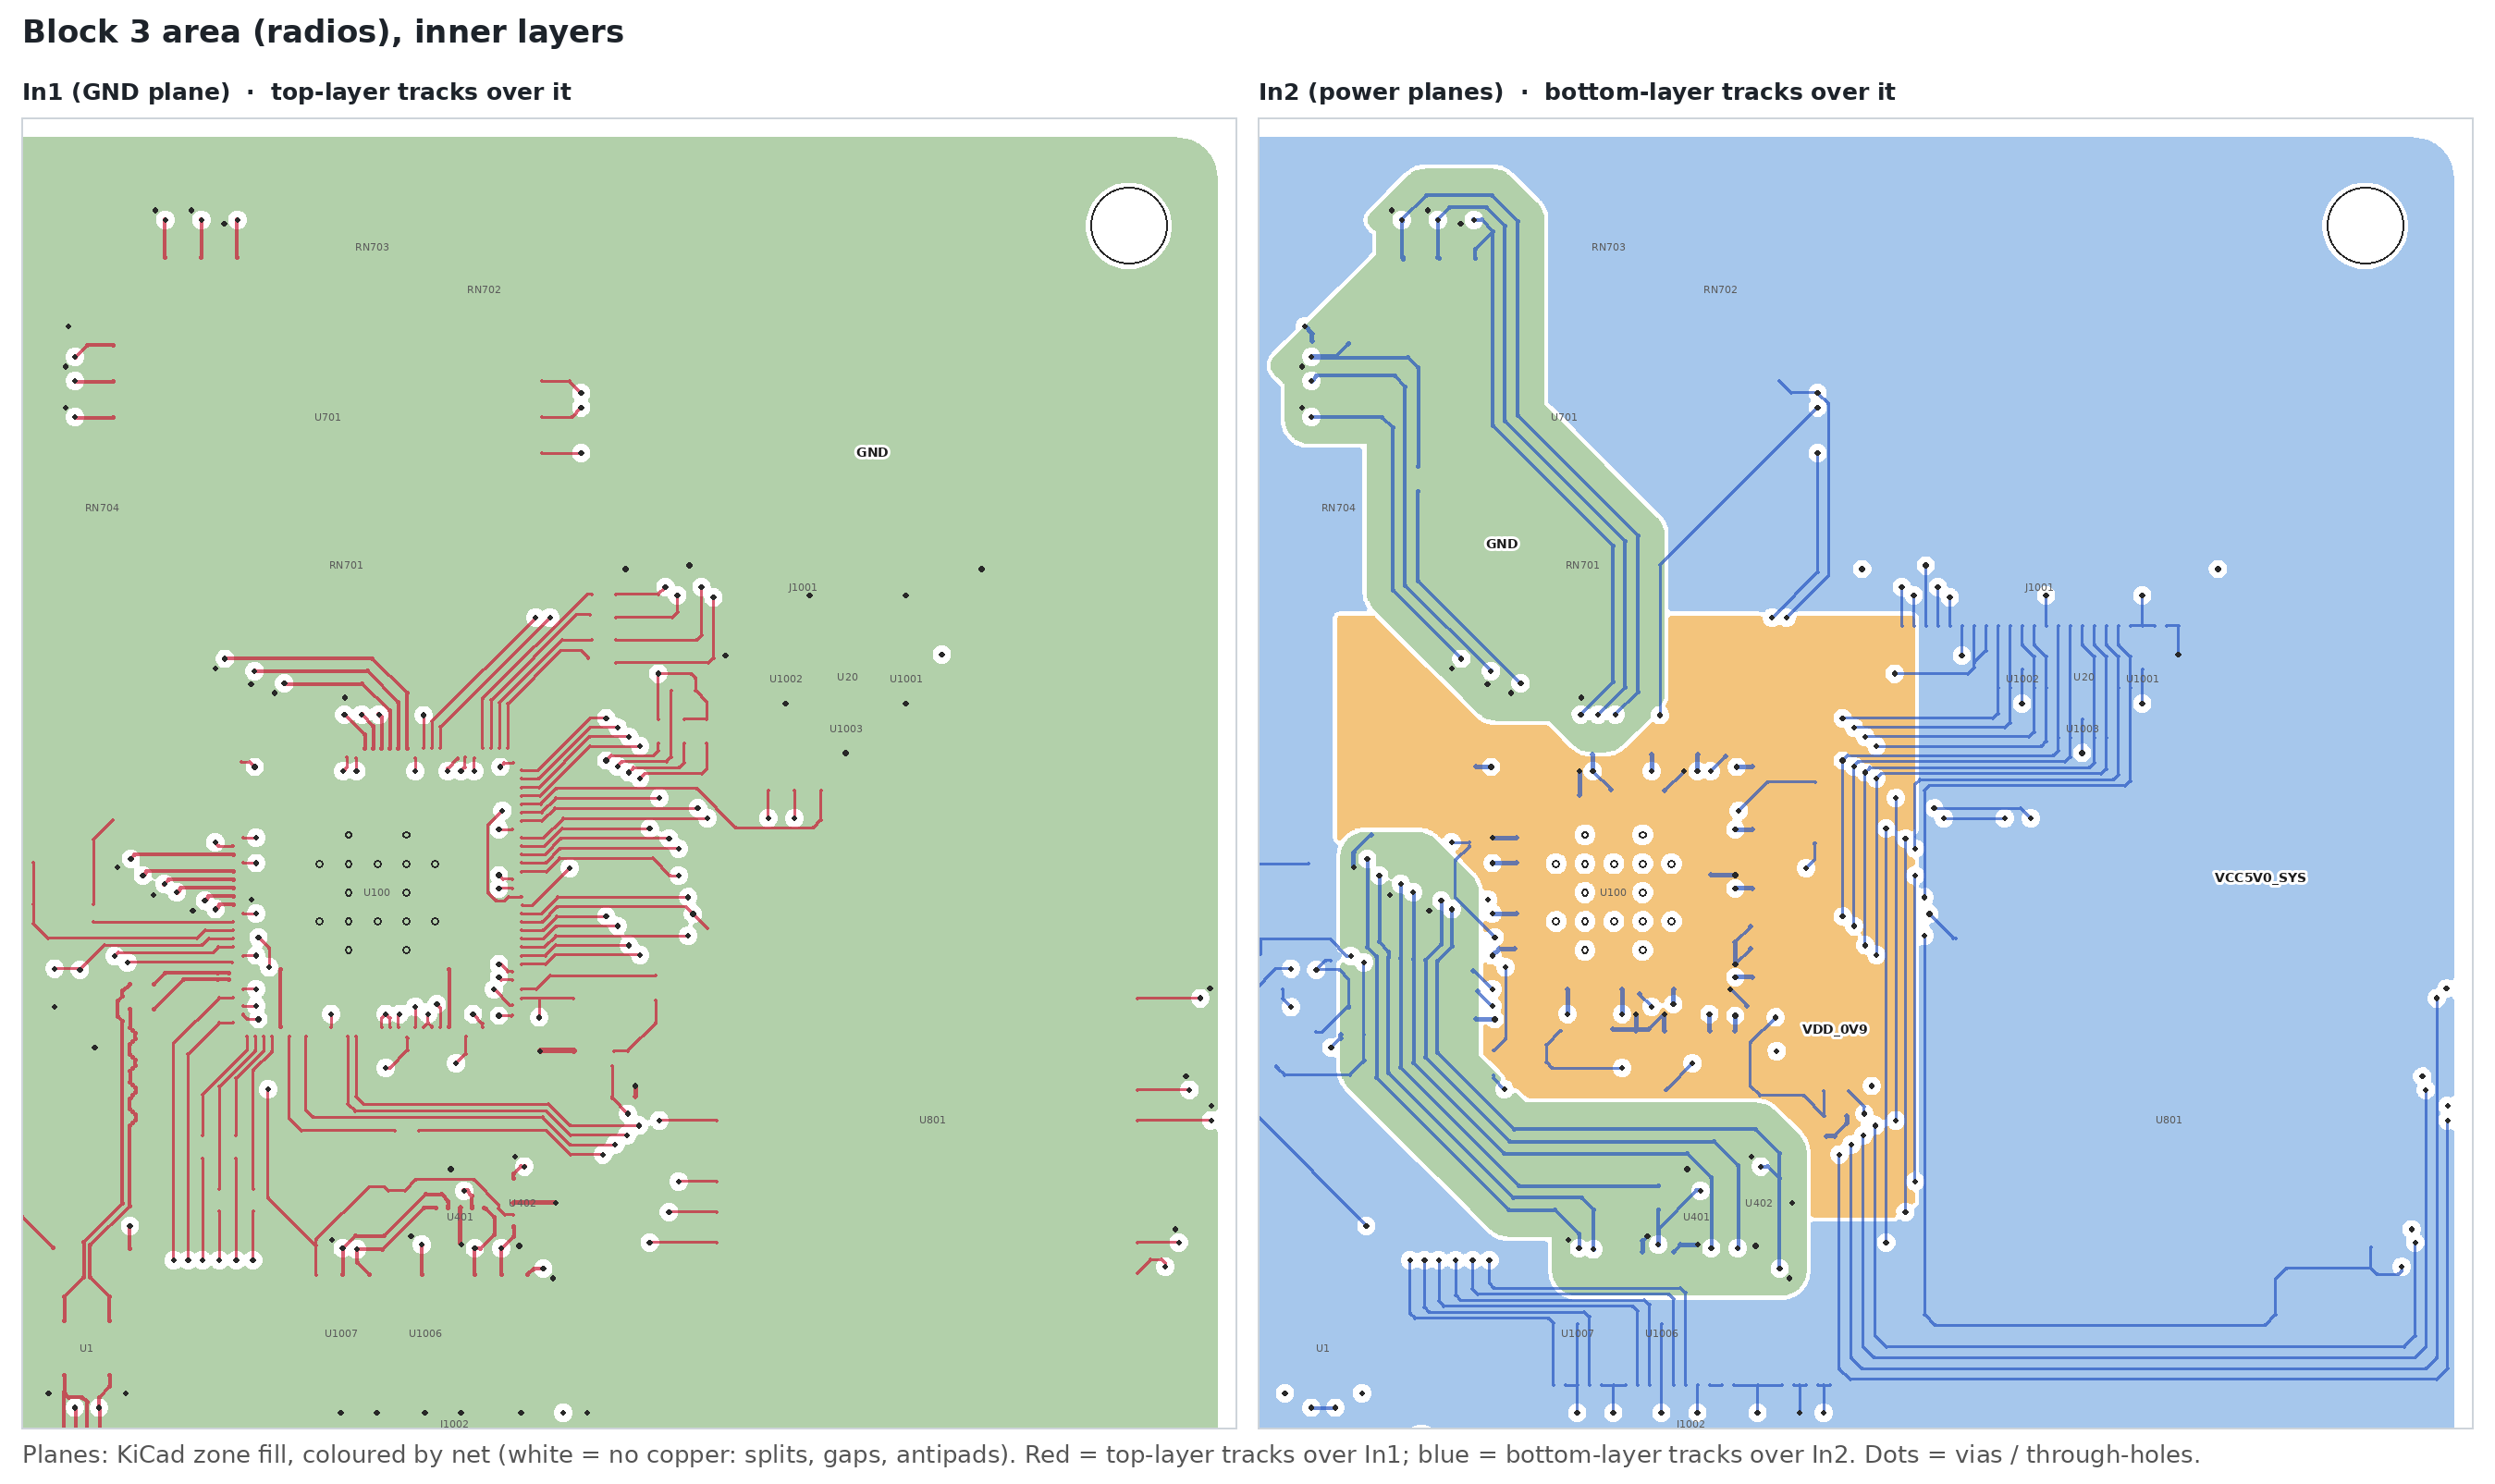 Block 3 area (radios), inner layers
In1 (GND plane) · top-layer tracks over it
In2 (power planes) · bottom-layer tracks over it
RN703
RN702
U701
GND
RN704
RN701
J1001
U1002
U20
U1001
U1003
U100
U801
U402
U401
U1007
U1006
U1
J1002
RN703
RN702
U701
RN704
GND
RN701
J1001
U1002
U20
U1001
U1003
VCC5V0_SYS
U100
VDD_0V9
U801
U402
U401
U1007
U1006
U1
J1002
Planes: KiCad zone fill, coloured by net (white = no copper: splits, gaps, antipads). Red = top-layer tracks over In1; blue = bottom-layer tracks over In2. Dots = vias / through-holes.